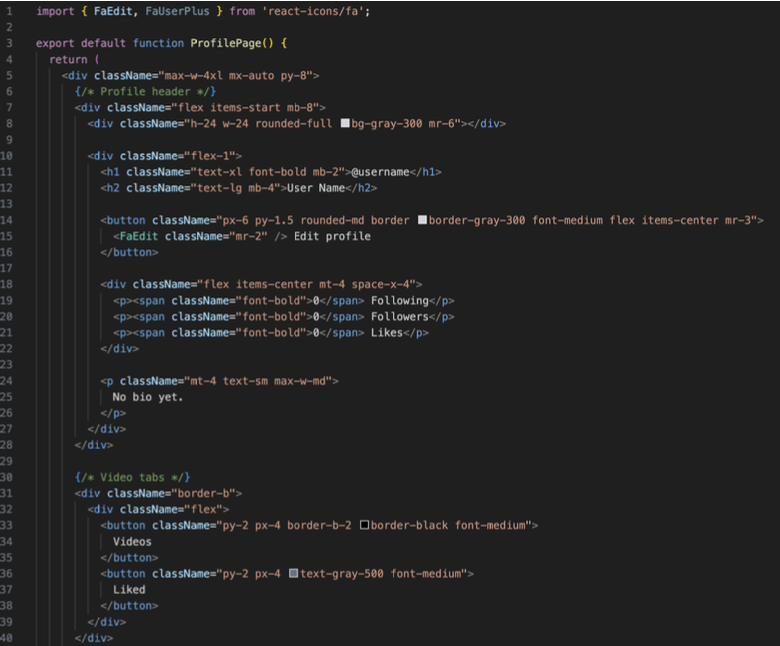 1 import { FaEdit, FaUserPlus } from 'react-icons/fa';
2
3 export default function ProfilePage() {
4 return (
5 <div className="max-w-4xl mx-auto py-8">
6 {/* Profile header */}
7 <div className="flex items-start mb-8">
8 <div className="h-24 w-24 rounded-full bg-gray-300 mr-6"></div>
9
10 <div className="flex-1">
11 <h1 className="text-xl font-bold mb-2">@username</h1>
12 <h2 className="text-lg mb-4">User Name</h2>
13
14 <button className="px-6 py-1.5 rounded-md border border-gray-300 font-medium flex items-center mr-3">
15 <FaEdit className="mr-2" /> Edit profile
16 </button>
17
18 <div className="flex items-center mt-4 space-x-4">
19 <p><span className="font-bold">0</span> Following</p>
20 <p><span className="font-bold">0</span> Followers</p>
21 <p><span className="font-bold">0</span> Likes</p>
22 </div>
23
24 <p className="mt-4 text-sm max-w-md">
25 No bio yet.
26 </p>
27 </div>
28 </div>
29
30 {/* Video tabs */}
31 <div className="border-b">
32 <div className="flex">
33 <button className="py-2 px-4 border-b-2 border-black font-medium">
34 Videos
35 </button>
36 <button className="py-2 px-4 text-gray-500 font-medium">
37 Liked
38 </button>
39 </div>
40 </div>